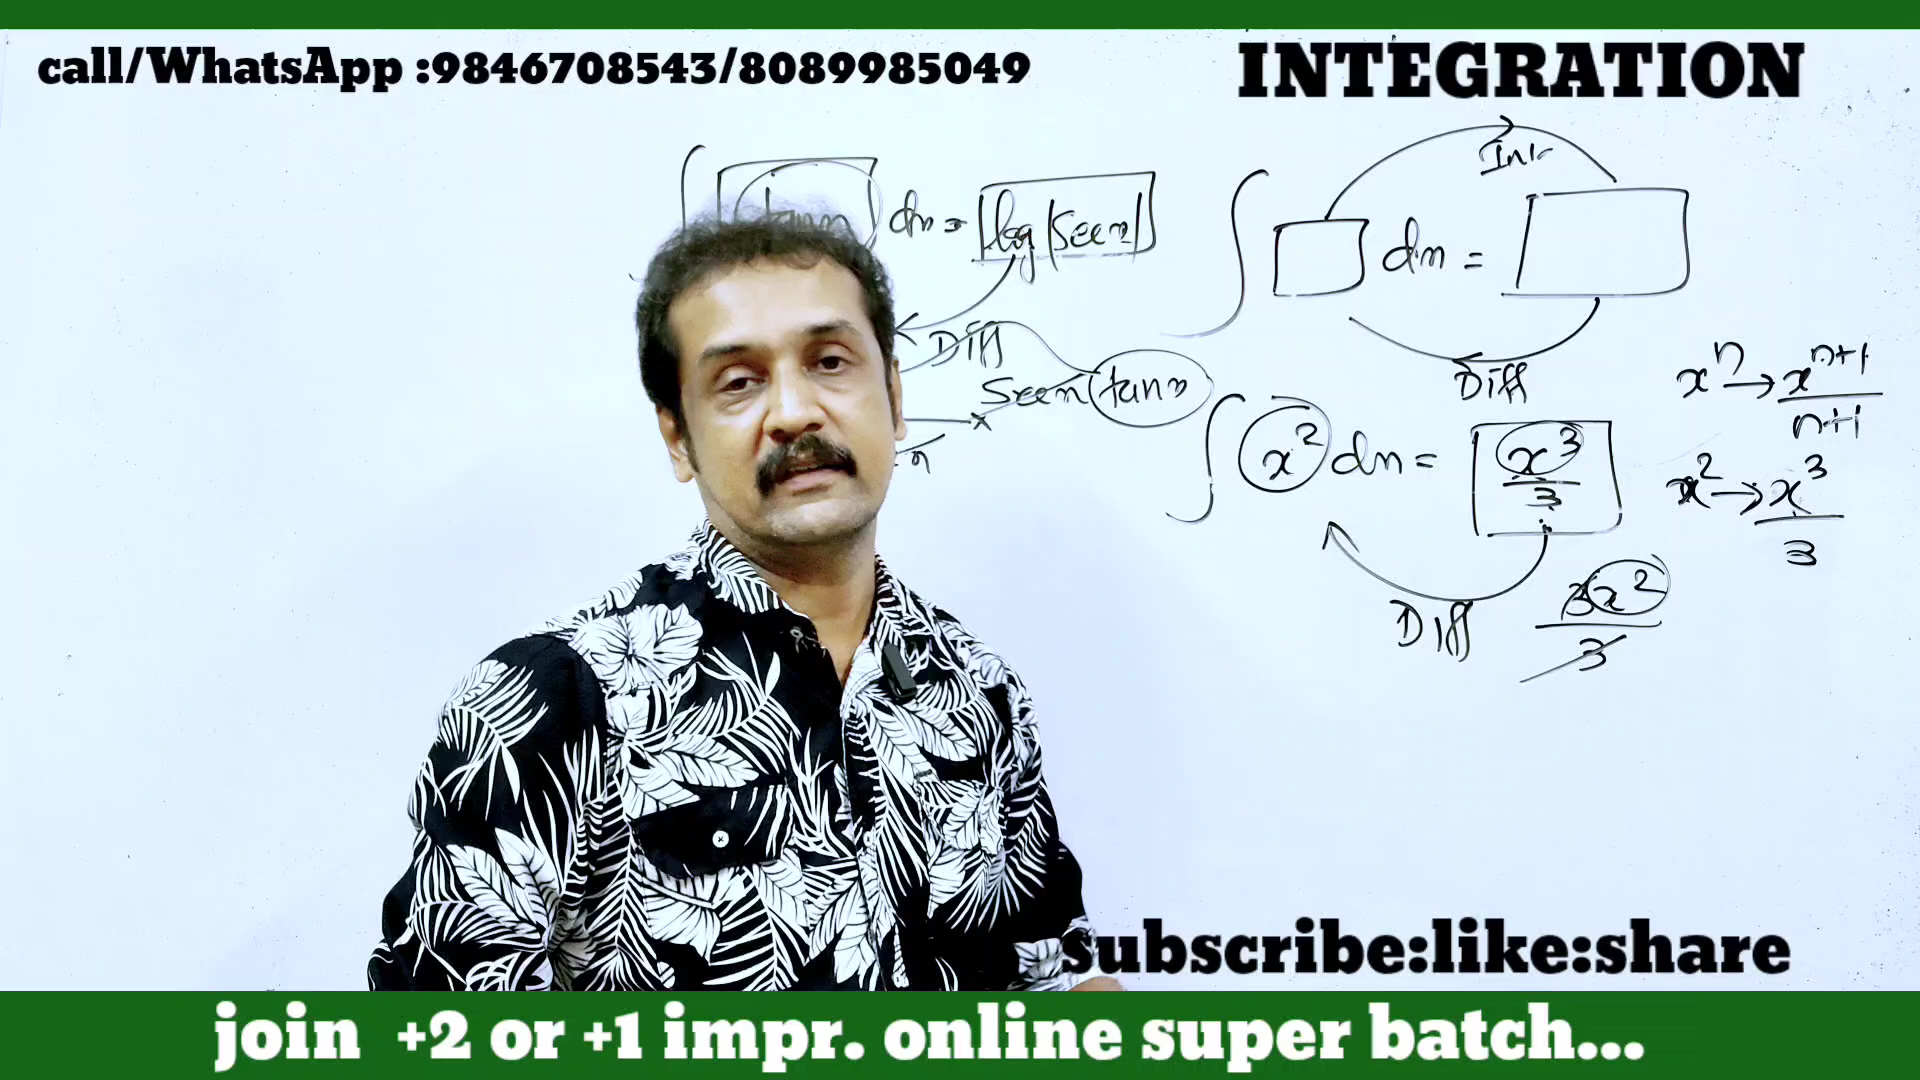 call/WhatsApp :9846708543/8089985049
INTEGRATION
∫ tanx dx = log|secx|
Diff
secx tanx
∫ □ dx = □
Int
Diff
xⁿ → xⁿ⁺¹
n+1
∫ x² dx = x³
3
x² → x³
3
Diff
3x²
3
subscribe:like:share
join +2 or +1 impr. online super batch...